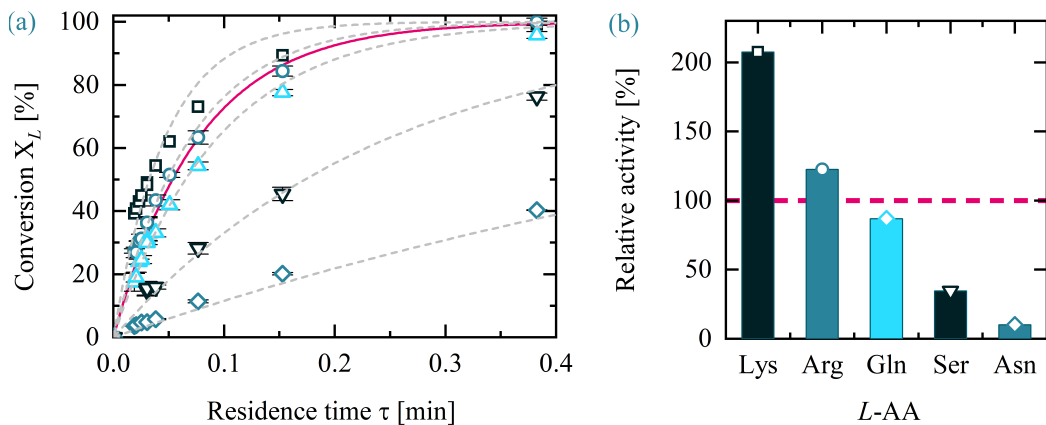 (a)
Conversion X_L [%]
100
80
60
40
20
0
0.0 0.1 0.2 0.3 0.4
Residence time τ [min]
(b)
Relative activity [%]
200
150
100
50
0
Lys Arg Gln Ser Asn
L-AA